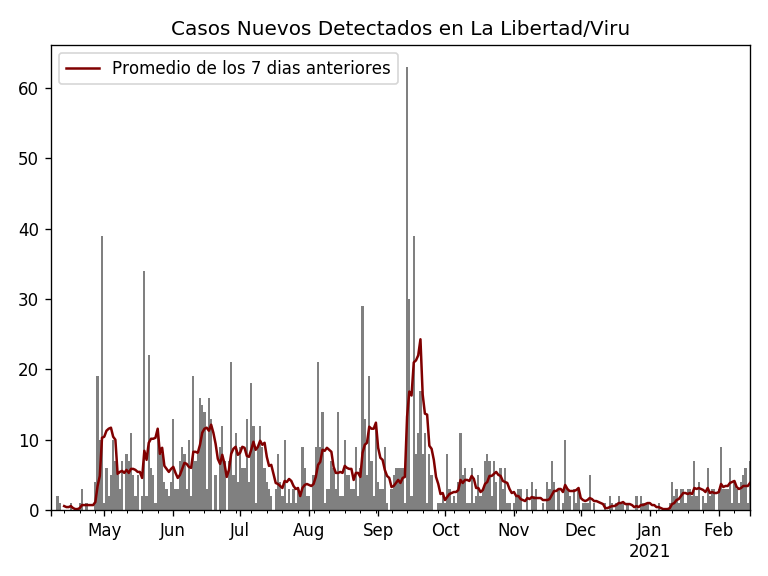 Casos Nuevos Detectados en La Libertad/Viru
Promedio de los 7 dias anteriores
60
50
40
30
20
10
0
May Jun Jul Aug Sep Oct Nov Dec Jan Feb
2021